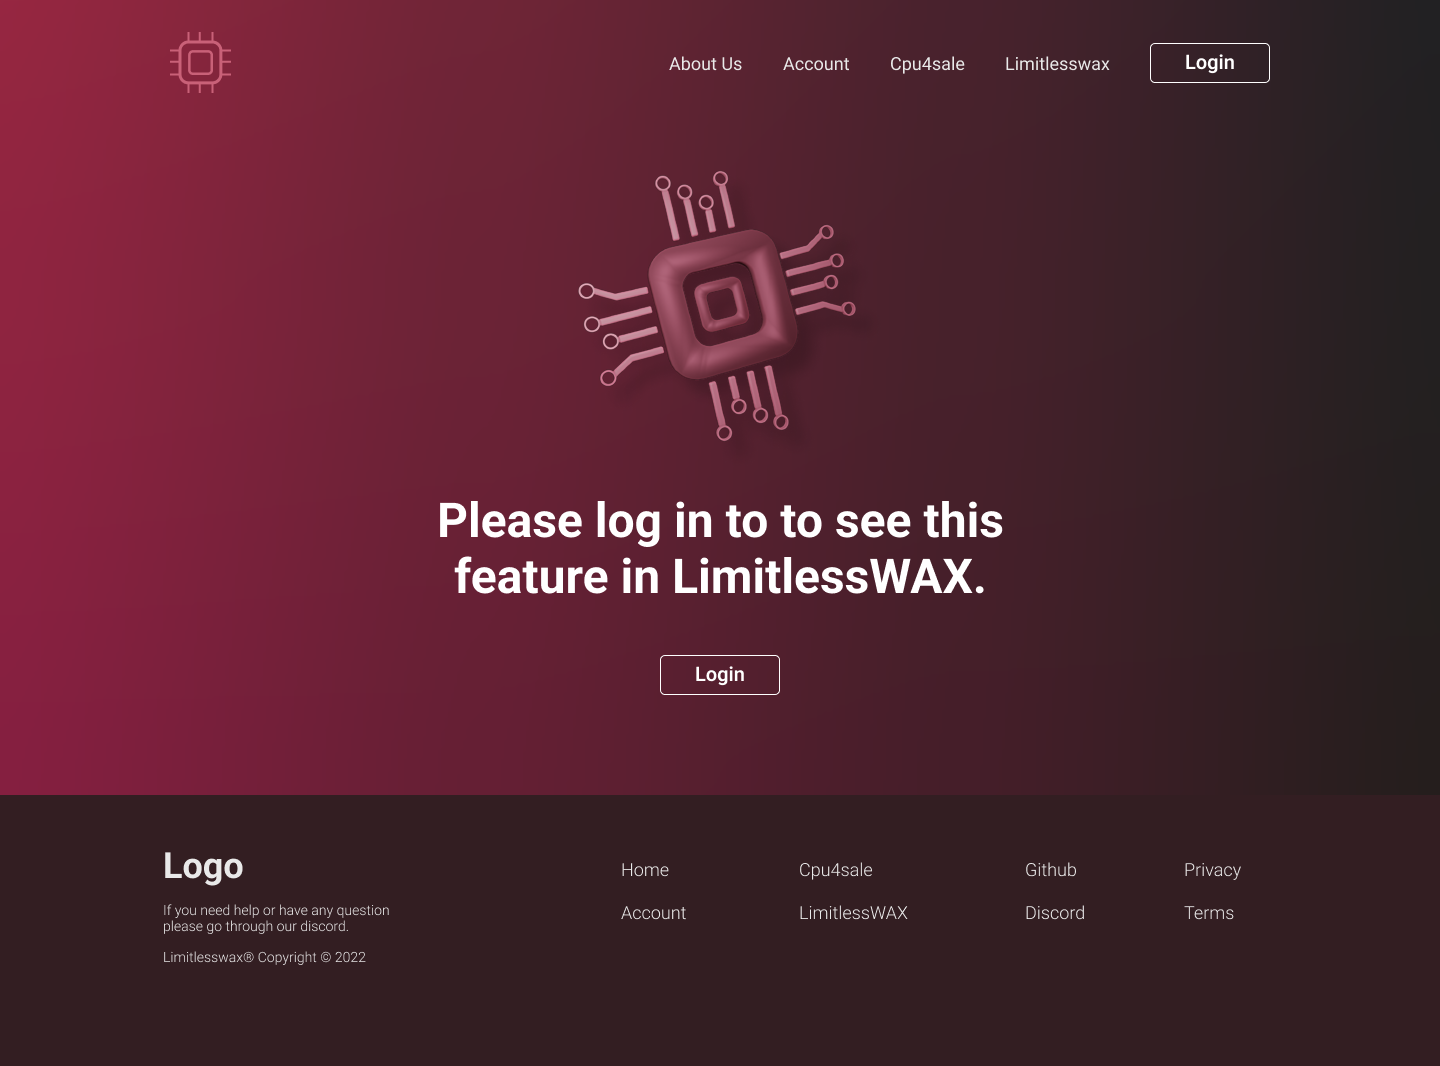 About Us Account Cpu4sale Limitlesswax Login
Please log in to to see this
feature in LimitlessWAX.
Login
Logo
If you need help or have any question
please go through our discord.
Limitlesswax® Copyright © 2022
Home Cpu4sale Github Privacy
Account LimitlessWAX Discord Terms